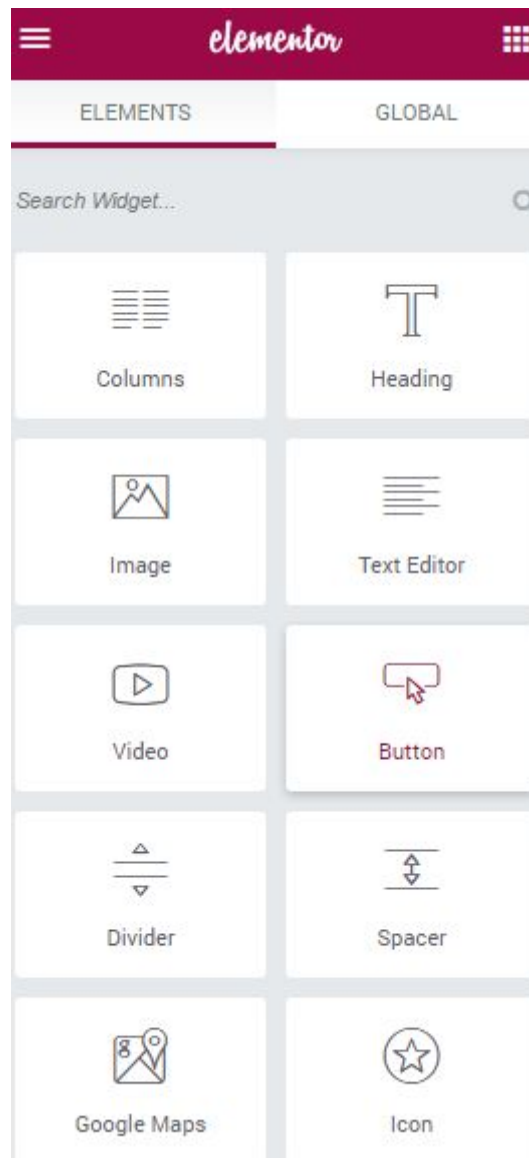 elementor
ELEMENTS GLOBAL
Search Widget...
Columns Heading
Image Text Editor
Video Button
Divider Spacer
Google Maps Icon